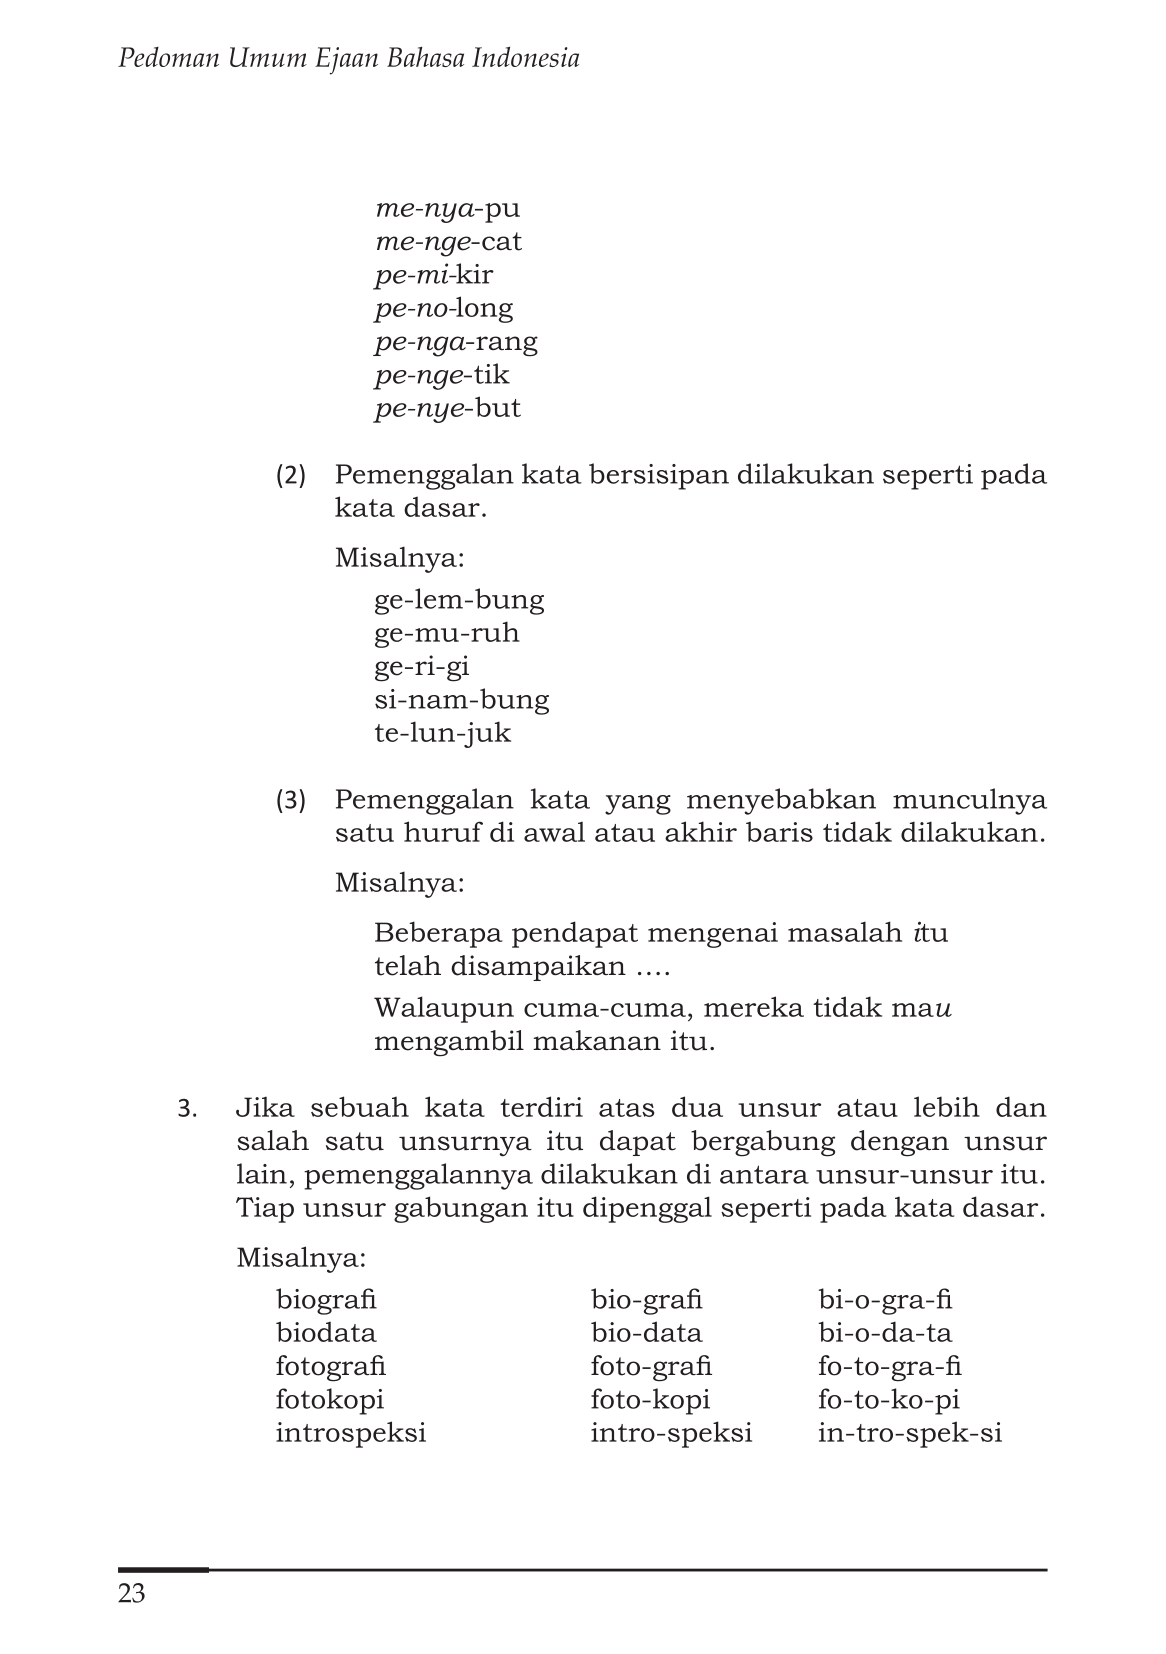 Pedoman Umum Ejaan Bahasa Indonesia
me-nya-pu
me-nge-cat
pe-mi-kir
pe-no-long
pe-nga-rang
pe-nge-tik
pe-nye-but
(2) Pemenggalan kata bersisipan dilakukan seperti pada
kata dasar.
Misalnya:
ge-lem-bung
ge-mu-ruh
ge-ri-gi
si-nam-bung
te-lun-juk
(3) Pemenggalan kata yang menyebabkan munculnya
satu huruf di awal atau akhir baris tidak dilakukan.
Misalnya:
Beberapa pendapat mengenai masalah itu
telah disampaikan ….
Walaupun cuma-cuma, mereka tidak mau
mengambil makanan itu.
3. Jika sebuah kata terdiri atas dua unsur atau lebih dan
salah satu unsurnya itu dapat bergabung dengan unsur
lain, pemenggalannya dilakukan di antara unsur-unsur itu.
Tiap unsur gabungan itu dipenggal seperti pada kata dasar.
Misalnya:
biografi bio-grafi bi-o-gra-fi
biodata bio-data bi-o-da-ta
fotografi foto-grafi fo-to-gra-fi
fotokopi foto-kopi fo-to-ko-pi
introspeksi intro-speksi in-tro-spek-si
23